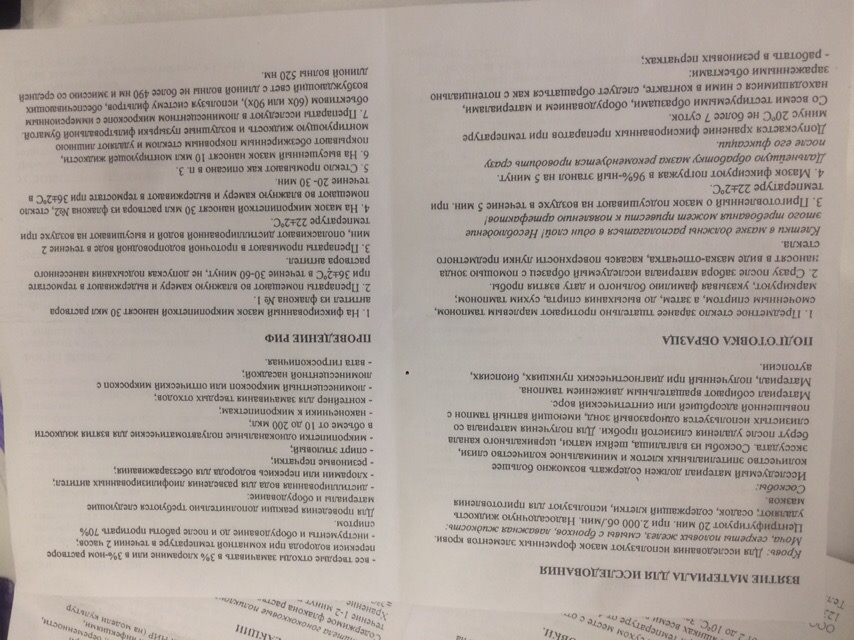 ВЗЯТИЕ МАТЕРИАЛА ДЛЯ ИССЛЕДОВАНИЯ
Кровь: Для исследования используют мазок форменных элементов крови.
Моча, секреты половых желез, смывы с бронхов, лаважная жидкость:
Центрифугируют 20 мин. при 2.000 об./мин. Надосадочную жидкость
удаляют, осадок, содержащий клетки, используют для приготовления
мазков.
Соскобы:
Исследуемый материал должен содержать возможно большее
количество эпителиальных клеток и минимальное количество слизи,
экссудата. Соскобы из влагалища, шейки матки, цервикального канала
берут после удаления слизистой пробки. Для получения материала со
слизистых используется одноразовый зонд, имеющий ватный тампон с
повышенной адсорбцией или синтетический ворс.
Материал собирают вращательным движением тампона.
Материал, полученный при диагностических пункциях, биопсиях,
аутопсии.
ПОДГОТОВКА ОБРАЗЦА
1. Предметное стекло заранее тщательно протирают марлевым тампоном,
смоченным спиртом, а затем, до высыхания спирта, сухим тампоном;
маркируют, указывая фамилию больного и дату взятия пробы.
2. Сразу после забора материала исследуемый образец с помощью зонда
наносят в виде мазка-отпечатка, касаясь поверхности лунки предметного
стекла.
Клетки в мазке должны располагаться в один слой! Несоблюдение
этого требования может привести к появлению артефактов!
3. Приготовленный мазок подсушивают на воздухе в течение 5 мин. при
температуре 22±2°С.
4. Мазок фиксируют погружая в 96%-ный этанол на 5 минут.
Дальнейшую обработку мазка рекомендуется проводить сразу
после его фиксации.
Допускается хранение фиксированных препаратов при температуре
минус 20°С не более 7 суток.
Со всеми тестируемыми образцами, оборудованием и материалами,
находящимися с ними в контакте, следует обращаться как с потенциально
зараженными объектами:
- работать в резиновых перчатках;
- все твердые отходы замачивать в 3% хлорамине или в 3%-ном растворе
перекиси водорода при комнатной температуре в течении 2 часов;
- инструменты и оборудование до и после работы протирать 70%
спиртом.
Для проведения реакции дополнительно требуются следующие
материалы и оборудование:
- дистиллированная вода для разведения лиофилизированных антител;
- хлорамин или перекись водорода для обеззараживания;
- резиновые перчатки;
- спирт этиловый;
- микропипетки одноканальные полуавтоматические для взятия жидкости
в объеме от 10 до 200 мкл;
- наконечники к микропипеткам;
- контейнер для замачивания твердых отходов;
- люминесцентный микроскоп или оптический микроскоп с
люминесцентной насадкой;
- вата гигроскопичная.
ПРОВЕДЕНИЕ РИФ
1. На фиксированный мазок микропипеткой наносят 30 мкл раствора
антител из флакона № 1.
2. Препараты помещают во влажную камеру и выдерживают в термостате
при 36±2°С в течение 30-60 минут, не допуская подсыхания нанесенного
раствора антител.
3. Препараты промывают в проточной водопроводной воде в течение 2
мин, ополаскивают дистиллированной водой и высушивают на воздухе при
температуре 22±2°С.
4. На мазок микропипеткой наносят 30 мкл раствора из флакона №2, стекло
помещают во влажную камеру и выдерживают в термостате при 36±2°С в
течение 20- 30 мин.
5. Стекло промывают как описано в п. 3.
6. На высушенный мазок наносят 10 мкл монтирующей жидкости,
покрывают обезжиренным покровным стеклом и удаляют лишнюю
монтирующую жидкость и воздушные пузырьки фильтровальной бумагой.
7. Препараты исследуют в люминесцентном микроскопе с иммерсионным
объективом (60х или 90х), используя систему фильтров, обеспечивающих
возбуждающий свет с длиной волны не более 490 нм и эмиссию со средней
длиной волны 520 нм.